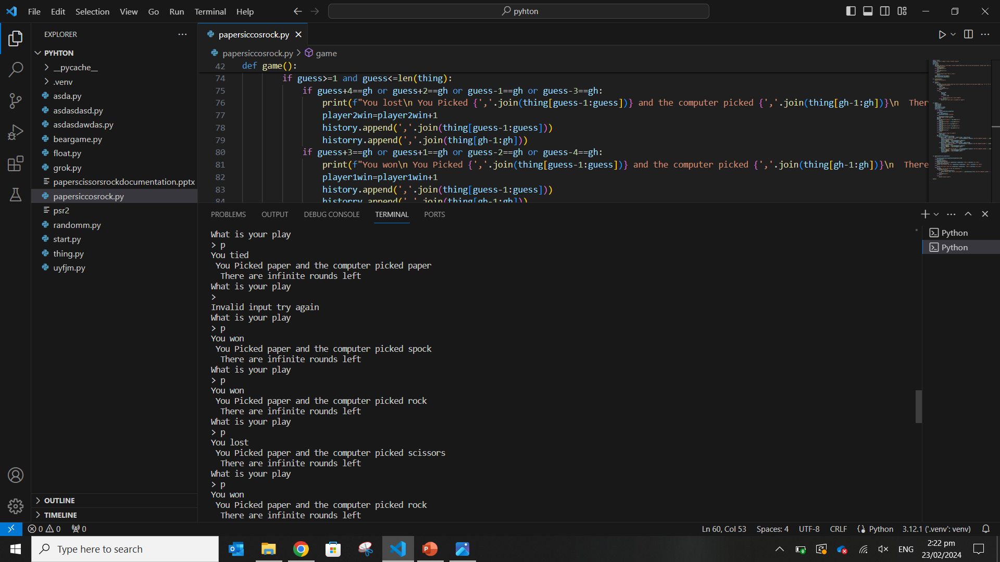 File Edit Selection View Go Run Terminal Help
pyhton
EXPLORER
PYHTON
__pycache__
.venv
asda.py
asdasdasd.py
asdasdawdas.py
beargame.py
float.py
grok.py
paperscissorsrockdocumentation.pptx
papersiccosrock.py
psr2
randomm.py
start.py
thing.py
uyfjm.py
OUTLINE
TIMELINE
papersiccosrock.py
papersiccosrock.py > game
42 def game():
74 if guess>=1 and guess<=len(thing):
75 if guess+4==gh or guess+2==gh or guess-1==gh or guess-3==gh:
76 print(f"You lost\n You Picked {','.join(thing[guess-1:guess])} and the computer picked {','.join(thing[gh-1:gh])}\n Ther
77 player2win=player2win+1
78 history.append(','.join(thing[guess-1:guess]))
79 historry.append(','.join(thing[gh-1:gh]))
80 if guess+3==gh or guess+1==gh or guess-2==gh or guess-4==gh:
81 print(f"You won\n You Picked {','.join(thing[guess-1:guess])} and the computer picked {','.join(thing[gh-1:gh])}\n There
82 player1win=player1win+1
83 history.append(','.join(thing[guess-1:guess]))
84 historry.append(','.join(thing[gh-1:gh]))
PROBLEMS OUTPUT DEBUG CONSOLE TERMINAL PORTS
What is your play
> p
You tied
You Picked paper and the computer picked paper
There are infinite rounds left
What is your play
>
Invalid input try again
What is your play
> p
You won
You Picked paper and the computer picked spock
There are infinite rounds left
What is your play
> p
You won
You Picked paper and the computer picked rock
There are infinite rounds left
What is your play
> p
You lost
You Picked paper and the computer picked scissors
There are infinite rounds left
What is your play
> p
You won
You Picked paper and the computer picked rock
There are infinite rounds left
Python
Python
0 0 0
Ln 60, Col 53 Spaces: 4 UTF-8 CRLF Python 3.12.1 ('.venv': venv)
Type here to search
ENG
2:22 pm
23/02/2024